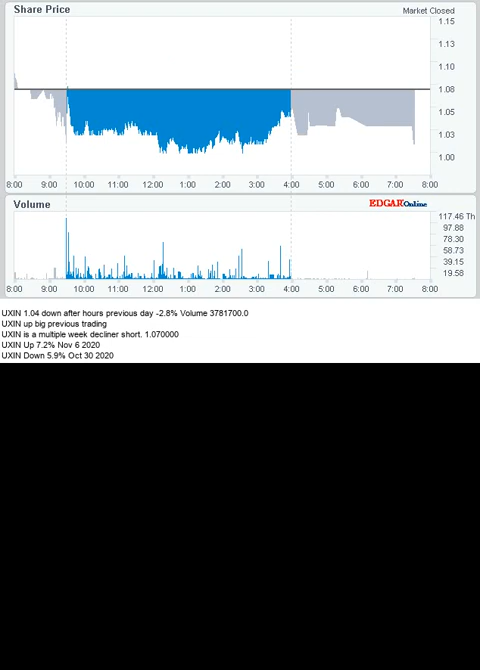 Share Price
Market Closed
1.15
1.13
1.10
1.08
1.05
1.03
1.00
8:00 9:00 10:00 11:00 12:00 1:00 2:00 3:00 4:00 5:00 6:00 7:00 8:00
Volume
EDGAROnline
117.46 Th
97.88
78.30
58.73
39.15
19.58
8:00 9:00 10:00 11:00 12:00 1:00 2:00 3:00 4:00 5:00 6:00 7:00 8:00
UXIN 1.04 down after hours previous day -2.8% Volume 3781700.0
UXIN up big previous trading
UXIN is a multiple week decliner short. 1.070000
UXIN Up 7.2% Nov 6 2020
UXIN Down 5.9% Oct 30 2020